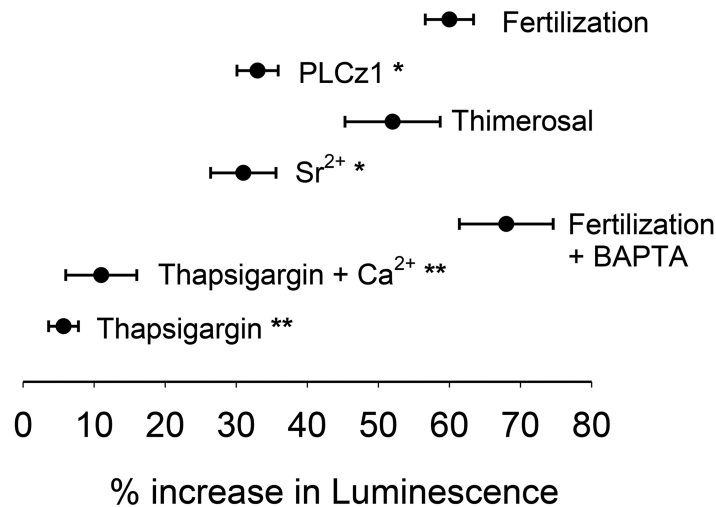 Fertilization
PLCz1 *
Thimerosal
Sr²⁺ *
Fertilization
+ BAPTA
Thapsigargin + Ca²⁺ **
Thapsigargin **
0 10 20 30 40 50 60 70 80
% increase in Luminescence